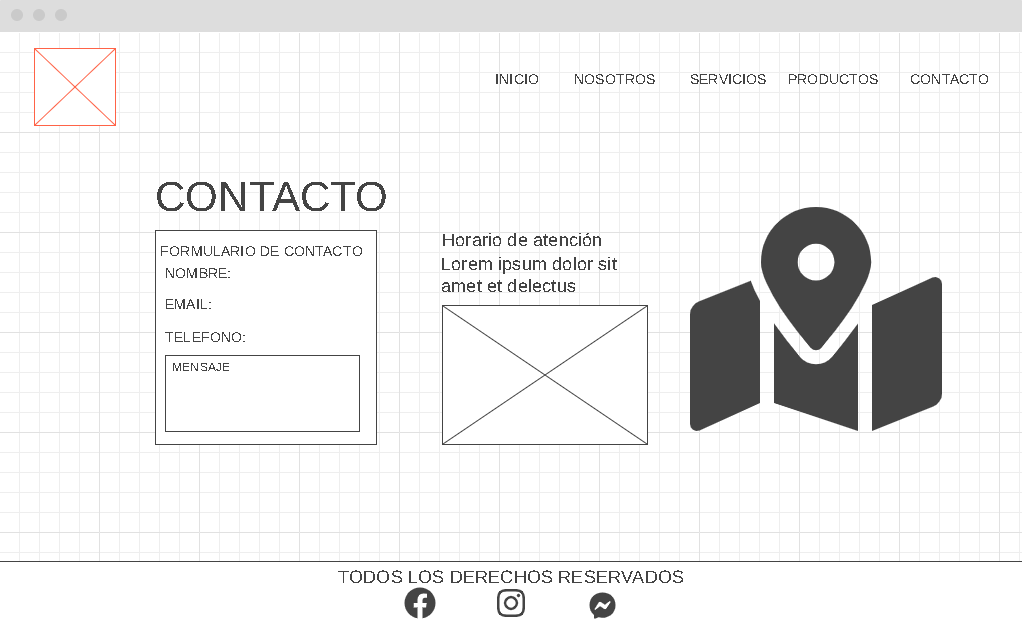 INICIO NOSOTROS SERVICIOS PRODUCTOS CONTACTO
CONTACTO
FORMULARIO DE CONTACTO
NOMBRE:
EMAIL:
TELEFONO:
MENSAJE
Horario de atención
Lorem ipsum dolor sit
amet et delectus
TODOS LOS DERECHOS RESERVADOS